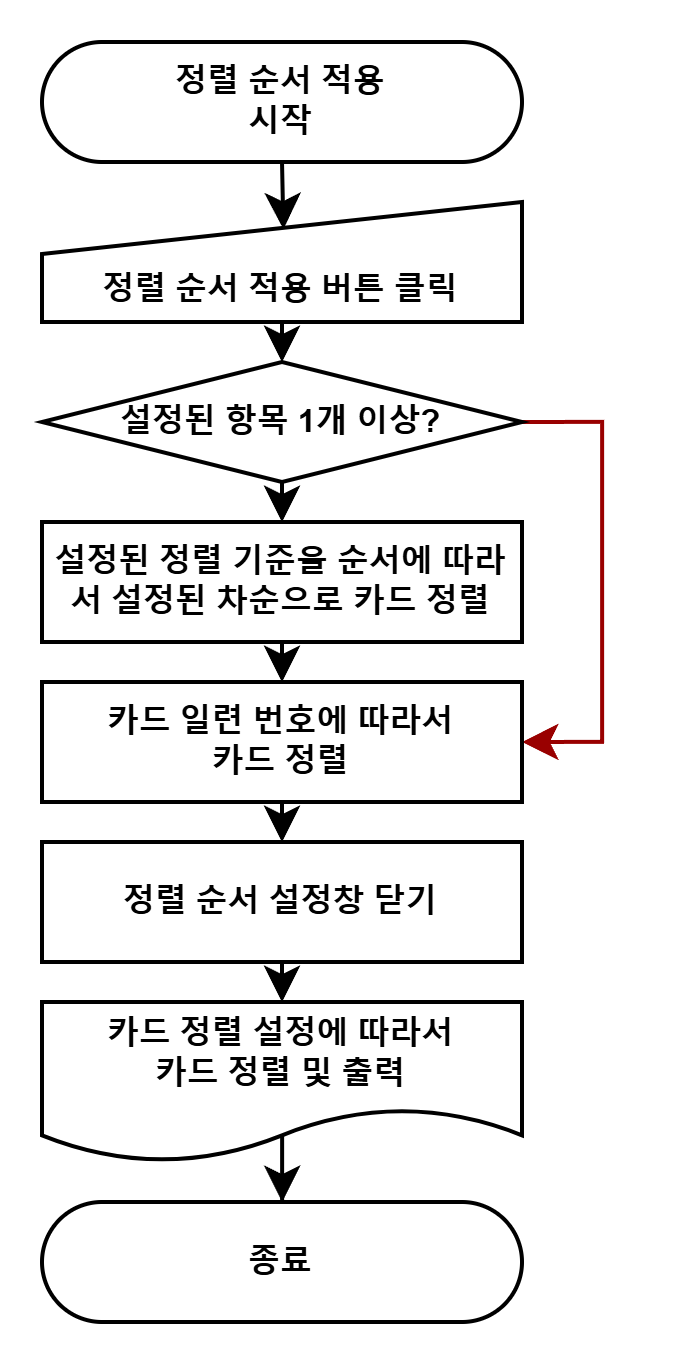 정렬 순서 적용
시작
정렬 순서 적용 버튼 클릭
설정된 항목 1개 이상?
설정된 정렬 기준을 순서에 따라
서 설정된 차순으로 카드 정렬
카드 일련 번호에 따라서
카드 정렬
정렬 순서 설정창 닫기
카드 정렬 설정에 따라서
카드 정렬 및 출력
종료